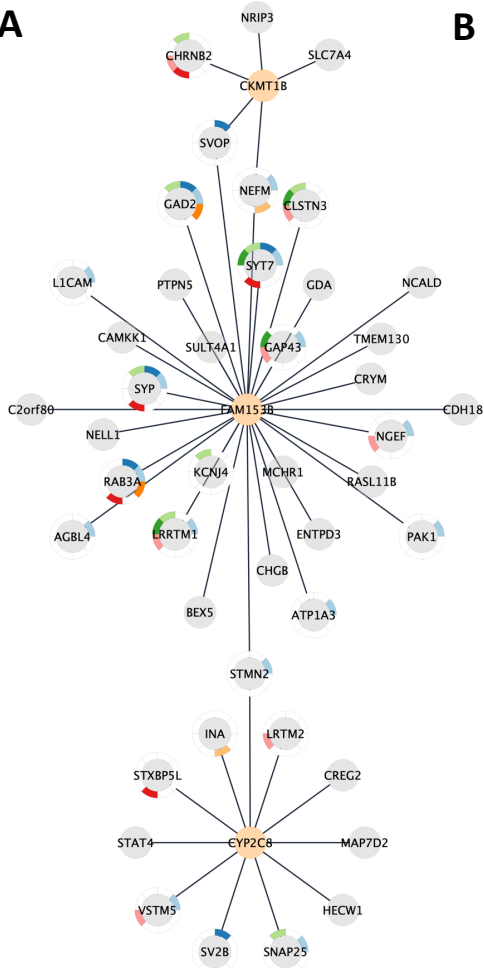 A
B
NRIP3
CHRNB2
SLC7A4
CKMT1B
SVOP
NEFM
GAD2
CLSTN3
SYT7
L1CAM
PTPN5
GDA
NCALD
CAMKK1
SULT4A1
GAP43
TMEM130
SYP
CRYM
C2orf80
FAM153B
CDH18
NELL1
NGEF
RAB3A
KCNJ4
MCHR1
RASL11B
AGBL4
LRRTM1
ENTPD3
PAK1
CHGB
BEX5
ATP1A3
STMN2
INA
LRTM2
STXBP5L
CREG2
STAT4
CYP2C8
MAP7D2
VSTM5
HECW1
SV2B
SNAP25